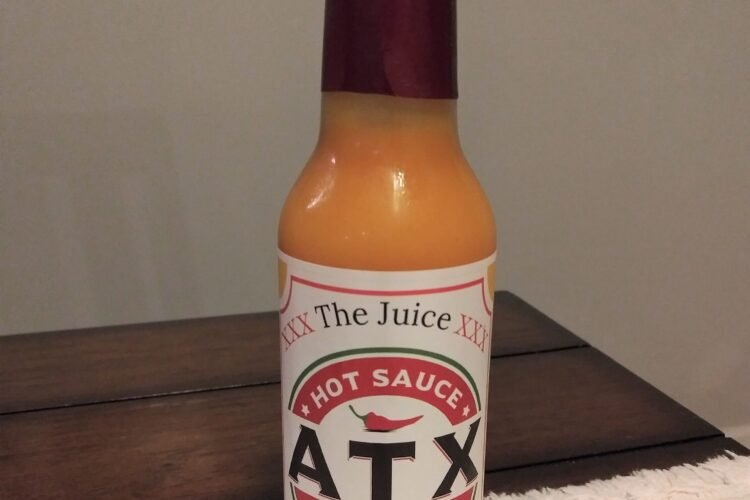 XXX The Juice XXX
HOT SAUCE
ATX